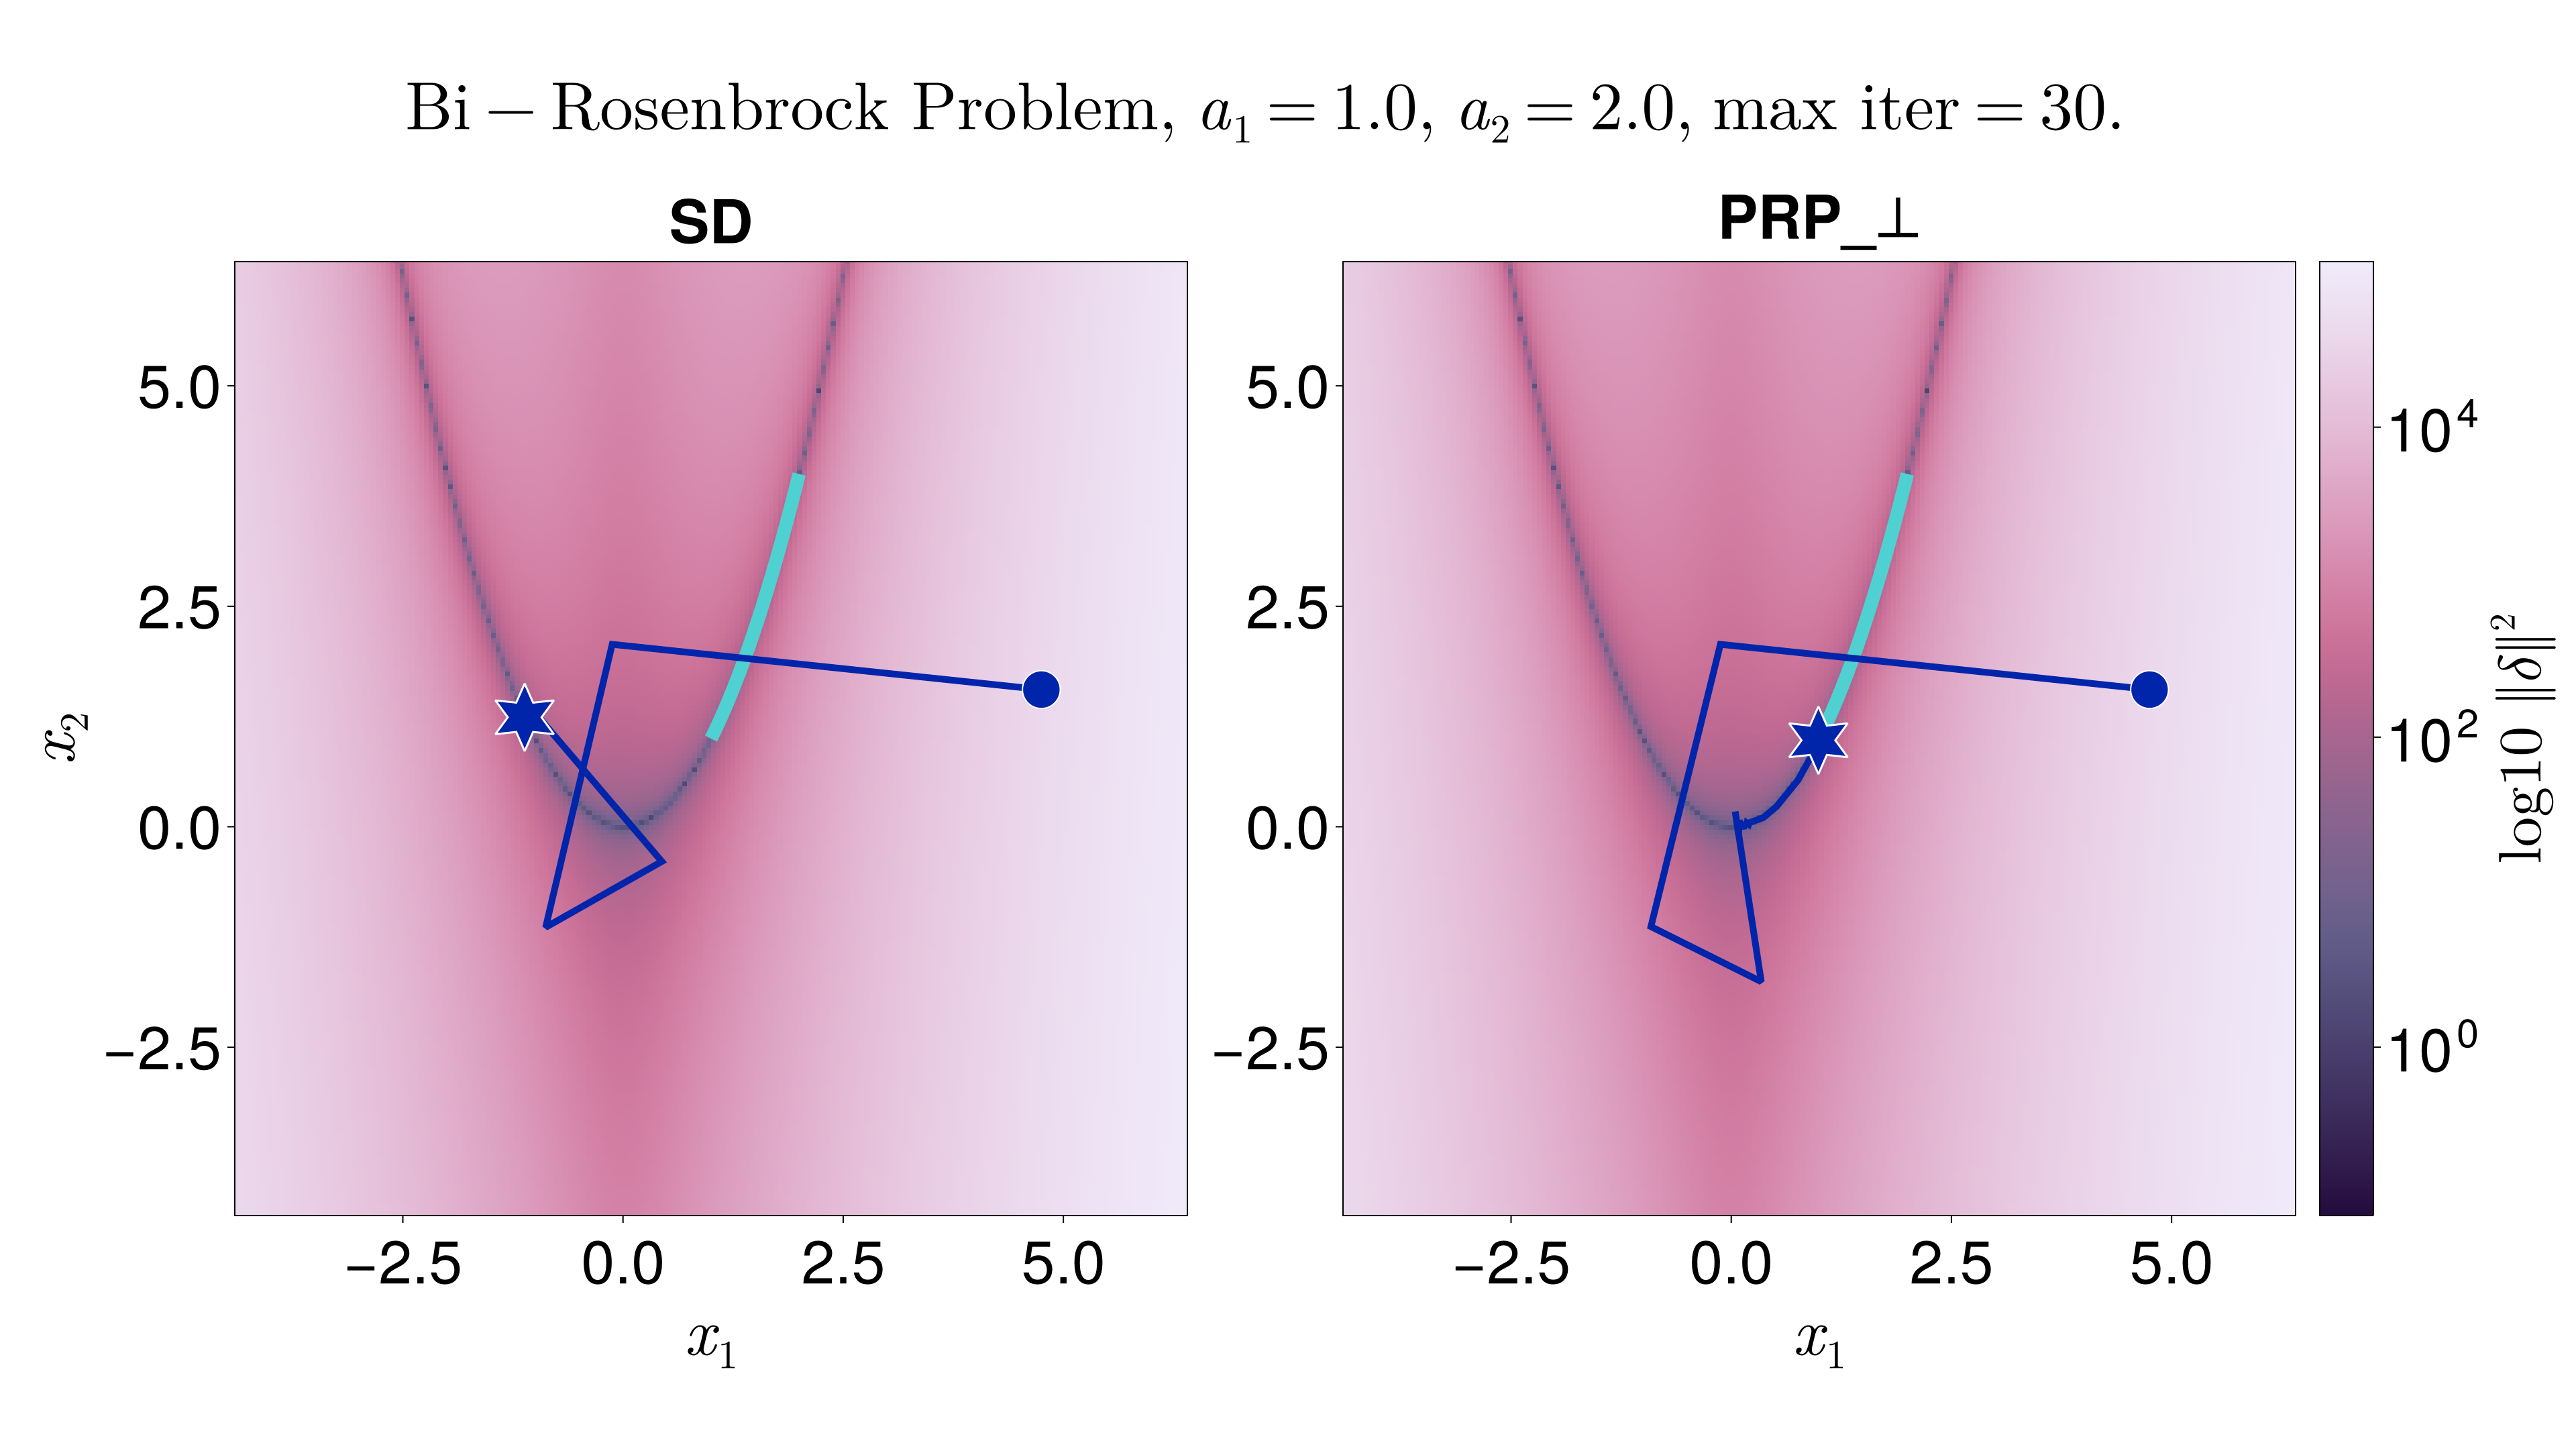 Bi − Rosenbrock Problem, a₁ = 1.0, a₂ = 2.0, max iter = 30.
SD
PRP_⊥
5.0
2.5
0.0
−2.5
x₂
−2.5 0.0 2.5 5.0
x₁
5.0
2.5
0.0
−2.5
−2.5 0.0 2.5 5.0
x₁
10⁴
10²
10⁰
log10 ‖δ‖²